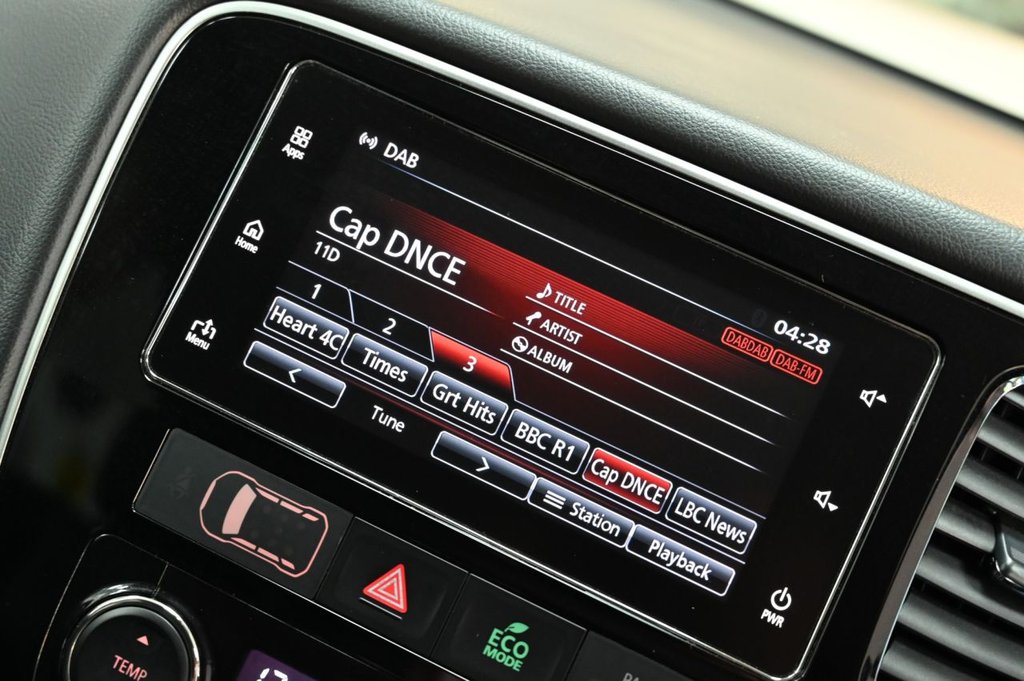 Apps
DAB
04:28
Home
Cap DNCE
11D
TITLE
DABDAB DAB-FM
ARTIST
ALBUM
Menu
1 2 3
Heart 4C Times Grt Hits BBC R1 Cap DNCE LBC News
< Tune > Station Playback
PWR
ECO
MODE
TEMP